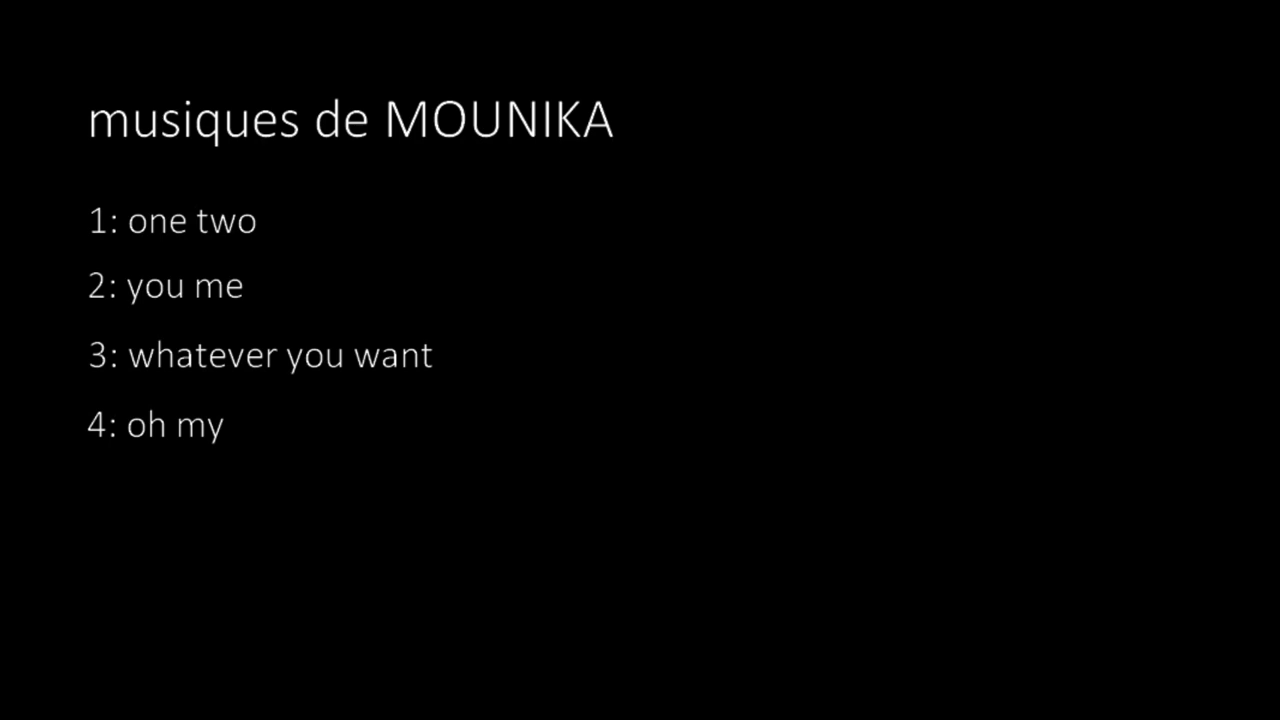 musiques de MOUNIKA
1: one two
2: you me
3: whatever you want
4: oh my